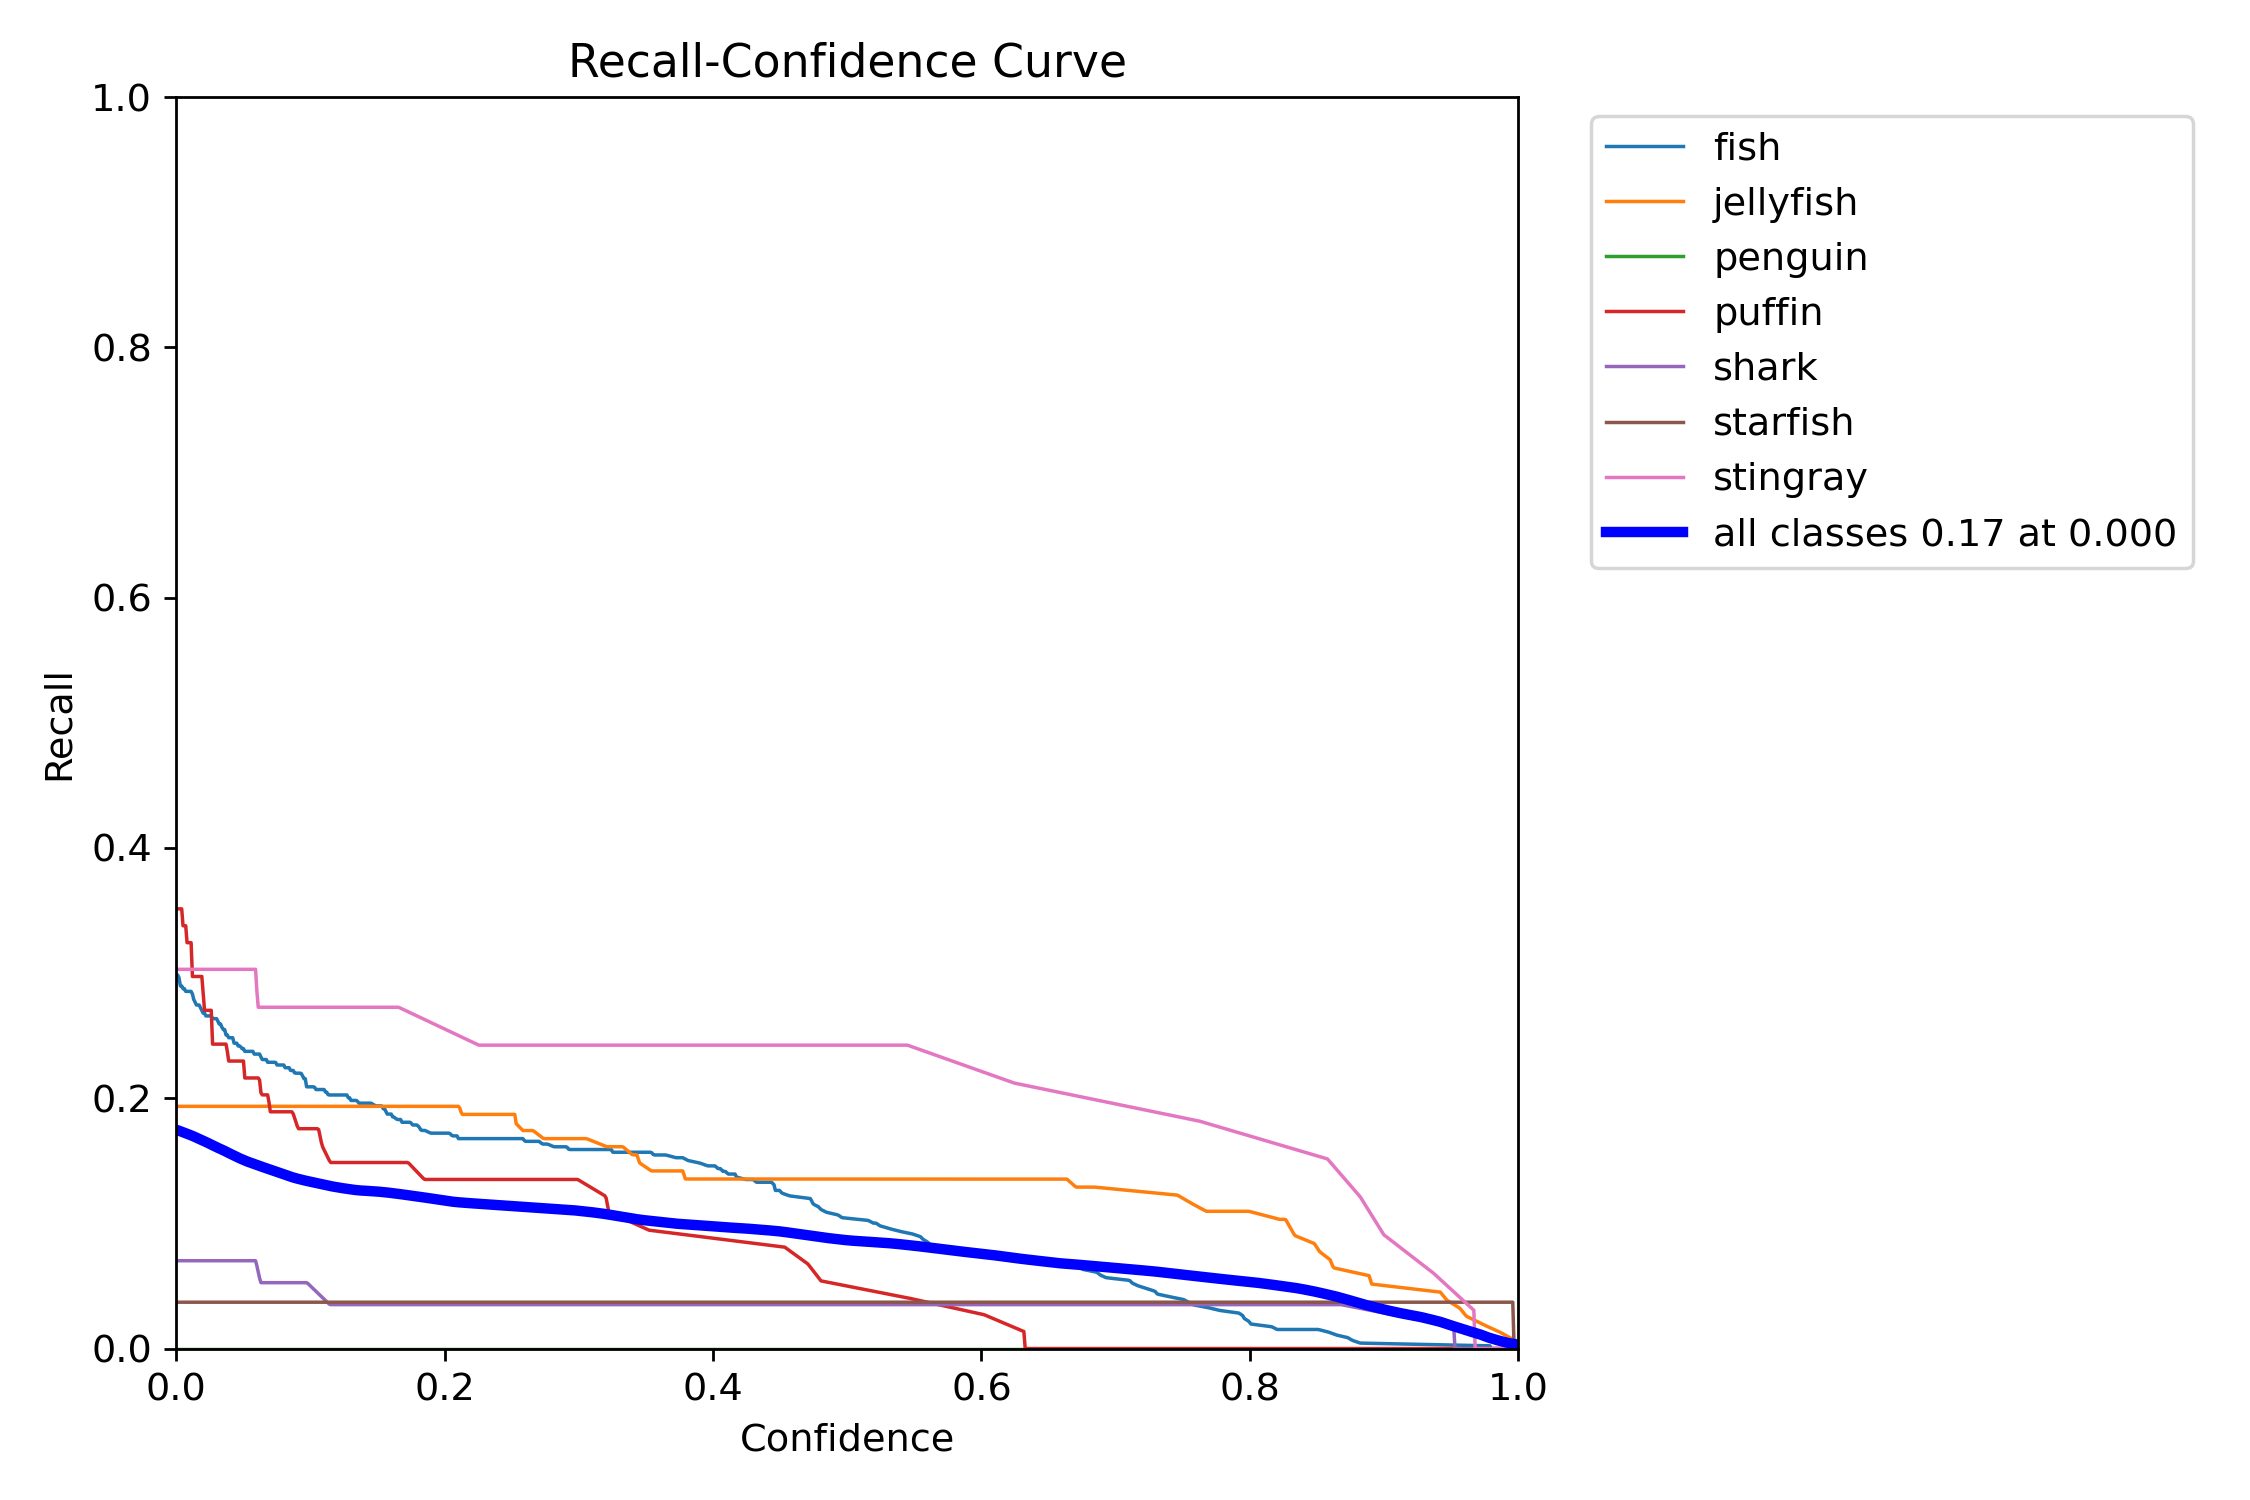 Recall-Confidence Curve
1.0
0.8
0.6
0.4
0.2
0.0
Recall
0.0 0.2 0.4 0.6 0.8 1.0
Confidence
fish
jellyfish
penguin
puffin
shark
starfish
stingray
all classes 0.17 at 0.000